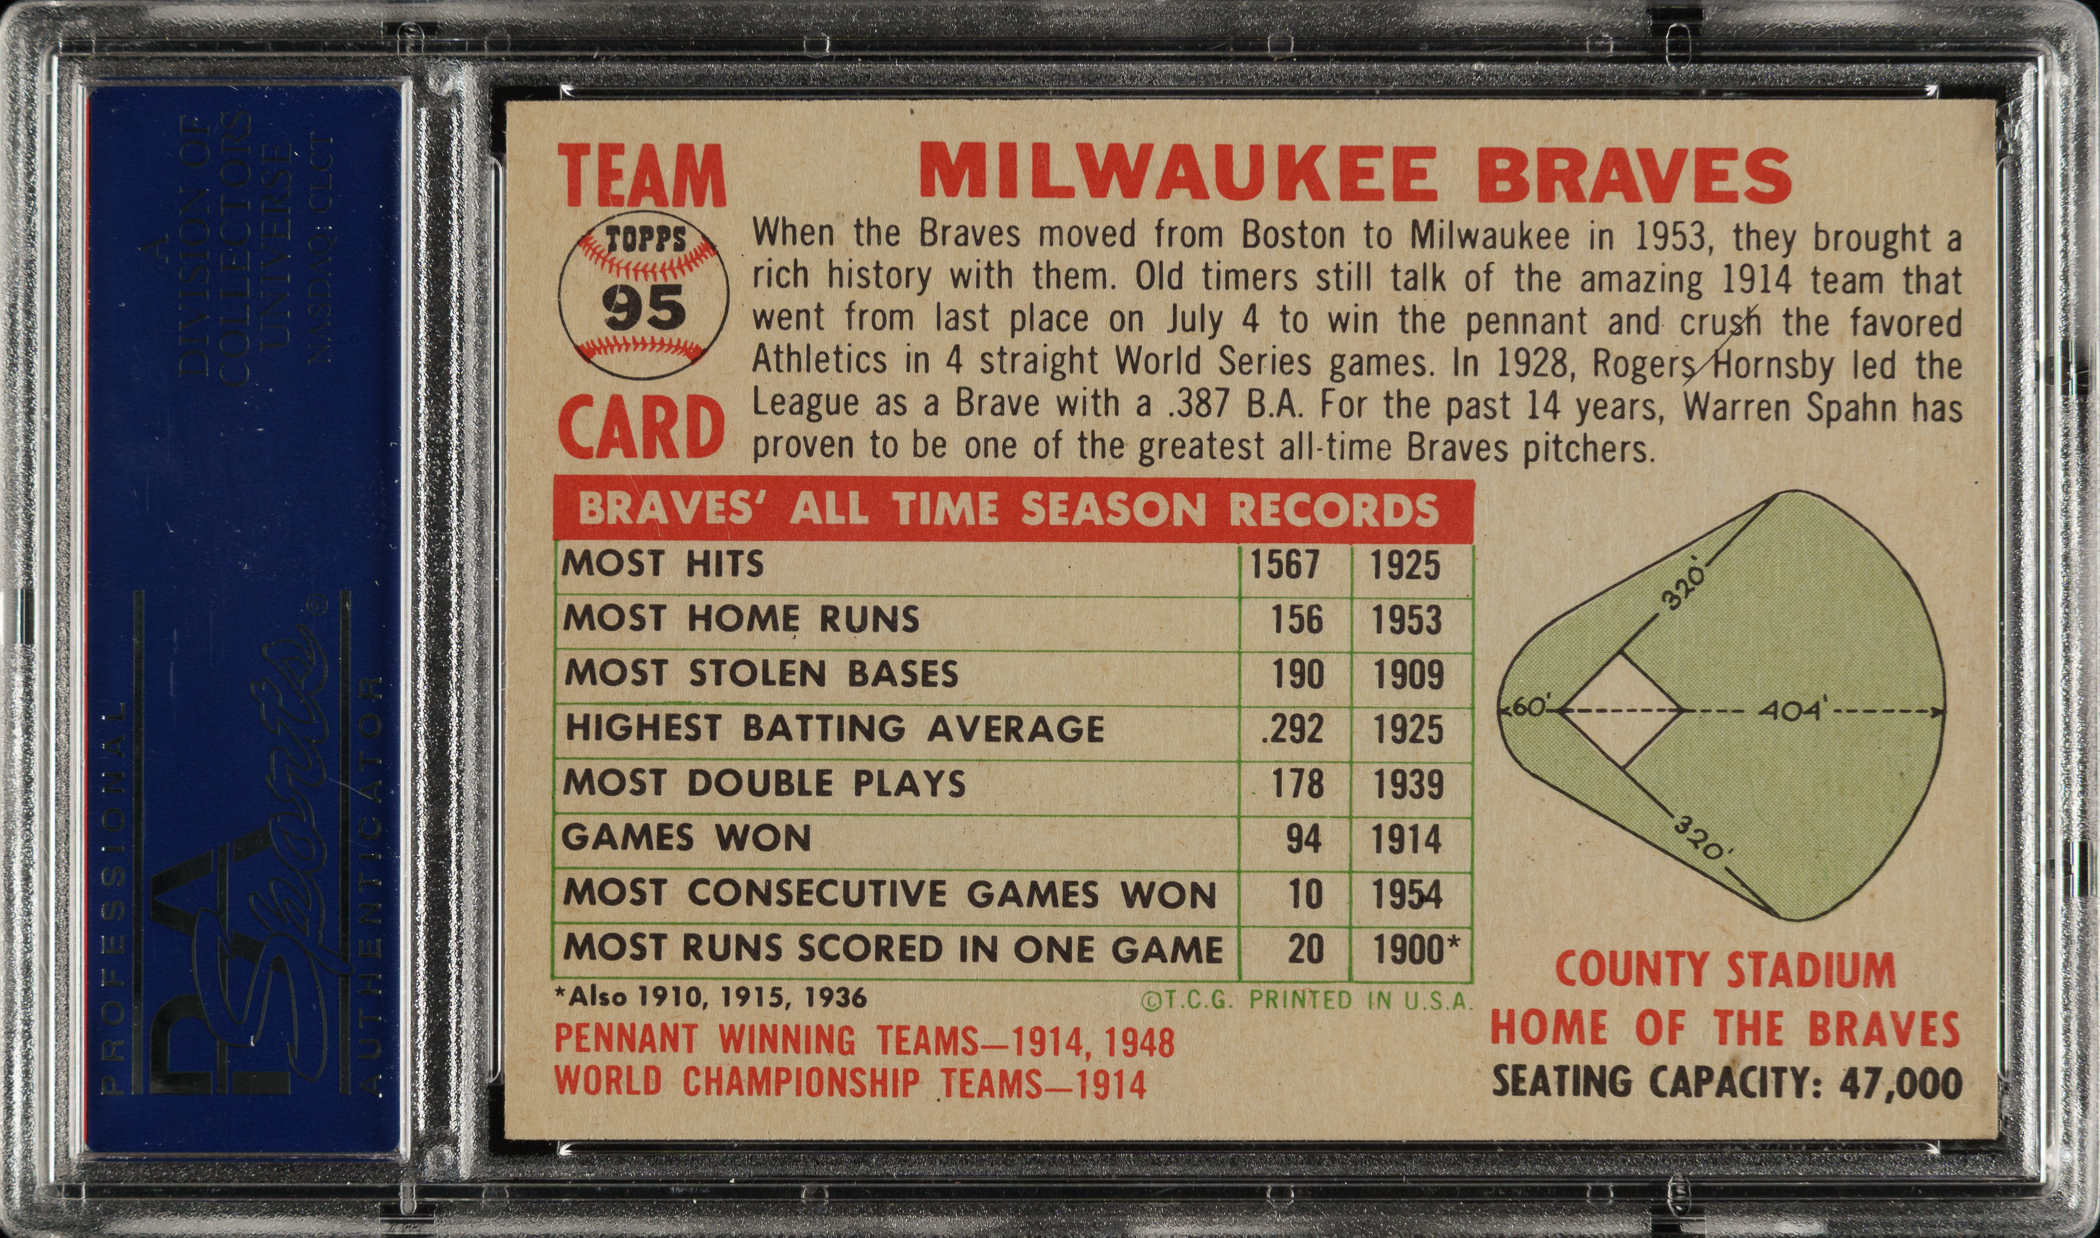 A
DIVISION OF
COLLECTORS
UNIVERSE
NASDAQ: CLCT
PROFESSIONAL
PSA
Sports®
AUTHENTICATOR
TEAM
TOPPS
95
CARD
MILWAUKEE BRAVES
When the Braves moved from Boston to Milwaukee in 1953, they brought a
rich history with them. Old timers still talk of the amazing 1914 team that
went from last place on July 4 to win the pennant and crush the favored
Athletics in 4 straight World Series games. In 1928, Rogers Hornsby led the
League as a Brave with a .387 B.A. For the past 14 years, Warren Spahn has
proven to be one of the greatest all-time Braves pitchers.
BRAVES' ALL TIME SEASON RECORDS
MOST HITS 1567 1925
MOST HOME RUNS 156 1953
MOST STOLEN BASES 190 1909
HIGHEST BATTING AVERAGE .292 1925
MOST DOUBLE PLAYS 178 1939
GAMES WON 94 1914
MOST CONSECUTIVE GAMES WON 10 1954
MOST RUNS SCORED IN ONE GAME 20 1900*
*Also 1910, 1915, 1936
©T.C.G. PRINTED IN U.S.A.
PENNANT WINNING TEAMS—1914, 1948
WORLD CHAMPIONSHIP TEAMS—1914
320'
60'
404'
320'
COUNTY STADIUM
HOME OF THE BRAVES
SEATING CAPACITY: 47,000